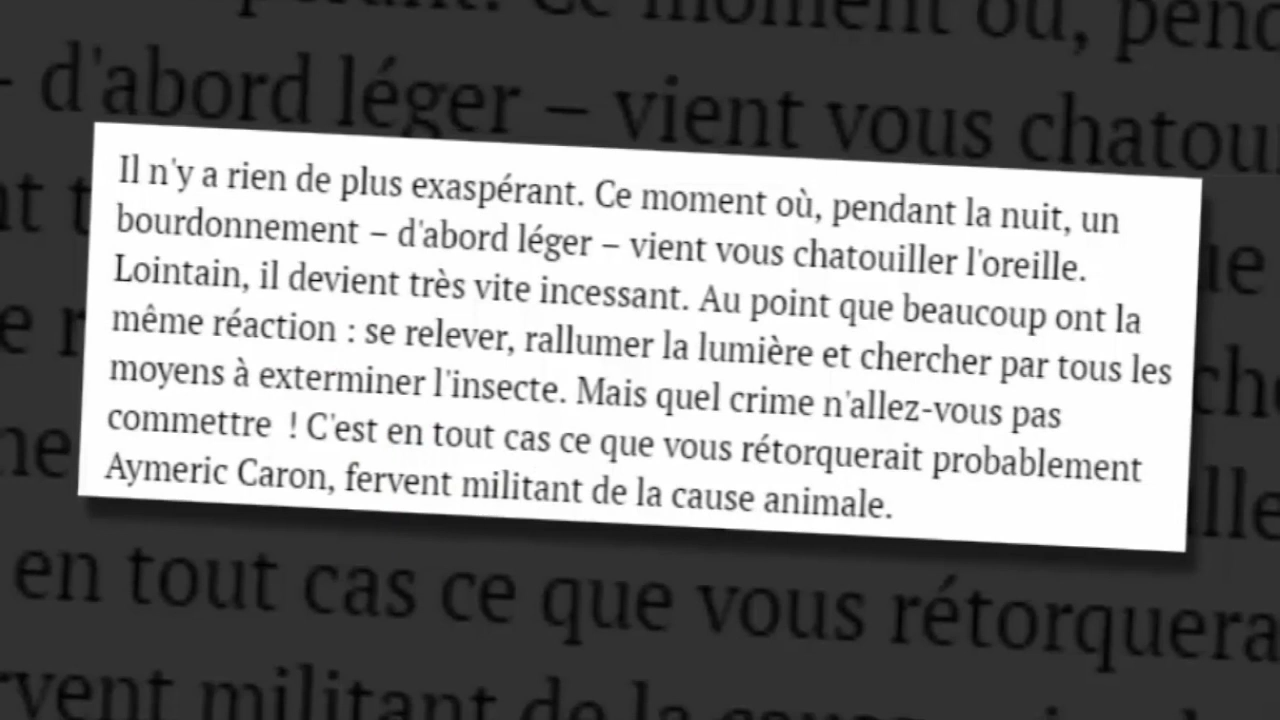 Il n'y a rien de plus exaspérant. Ce moment où, pendant la nuit, un
bourdonnement – d'abord léger – vient vous chatouiller l'oreille.
Lointain, il devient très vite incessant. Au point que beaucoup ont la
même réaction : se relever, rallumer la lumière et chercher par tous les
moyens à exterminer l'insecte. Mais quel crime n'allez-vous pas
commettre  ! C'est en tout cas ce que vous rétorquerait probablement
Aymeric Caron, fervent militant de la cause animale.